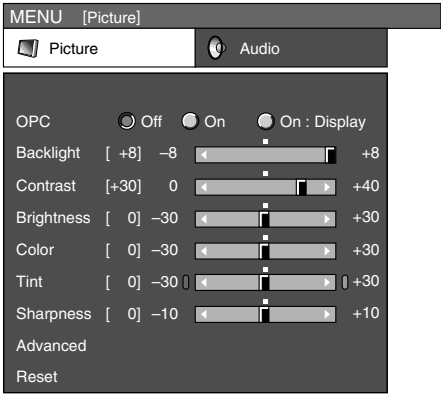 MENU [Picture]
Picture Audio
OPC Off On On : Display
Backlight [ +8] –8 +8
Contrast [+30] 0 +40
Brightness [ 0] –30 +30
Color [ 0] –30 +30
Tint [ 0] –30 +30
Sharpness [ 0] –10 +10
Advanced
Reset